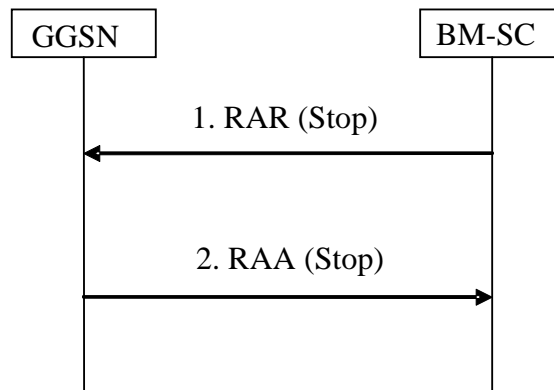 GGSN
BM-SC
1. RAR (Stop)
2. RAA (Stop)